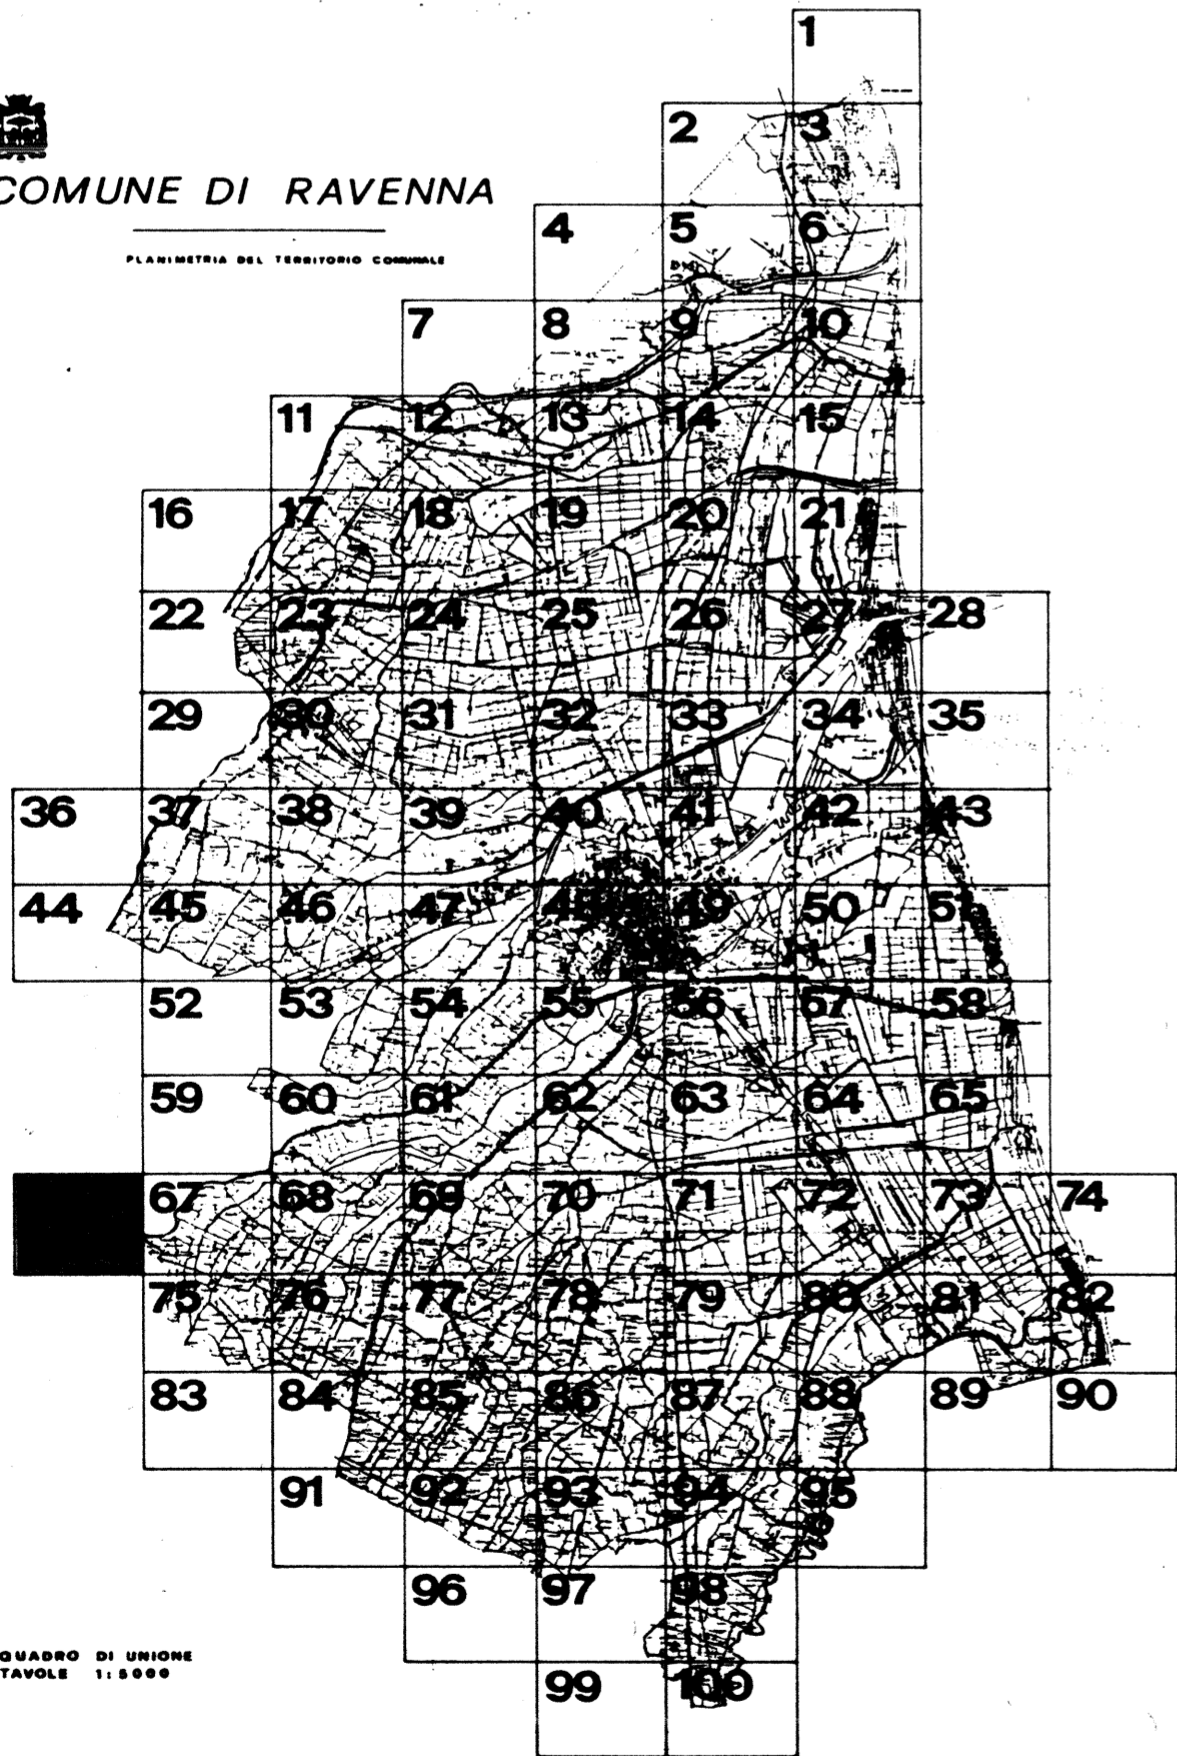 1
2 3
COMUNE DI RAVENNA
4 5 6
PLANIMETRIA DEL TERRITORIO COMUNALE
7 8 9 10
11 12 13 14 15
16 17 18 19 20 21
22 23 24 25 26 27 28
29 30 31 32 33 34 35
36 37 38 39 40 41 42 43
44 45 46 47 48 49 50 51
52 53 54 55 56 57 58
59 60 61 62 63 64 65
67 68 69 70 71 72 73 74
75 76 77 78 79 80 81 82
83 84 85 86 87 88 89 90
91 92 93 94 95
96 97 98
QUADRO DI UNIONE
TAVOLE 1:5000
99 100